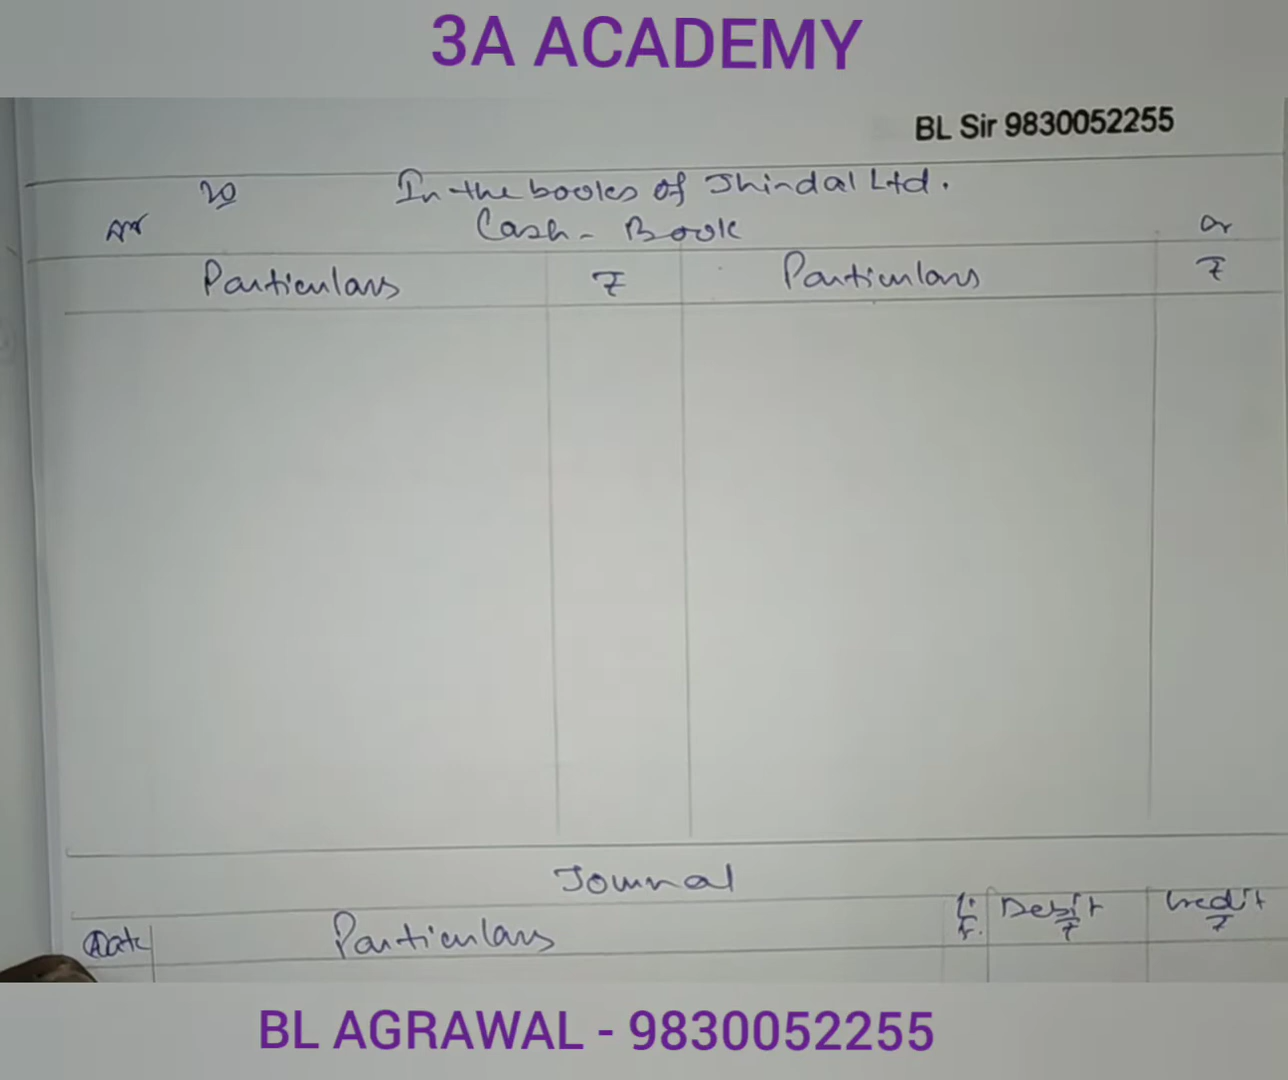 3A ACADEMY
BL Sir 9830052255
20 In the books of Jhindal Ltd.
Dr Cash - Book Cr
Particulars ₹ Particulars ₹
Journal
Date Particulars L.F. Debit ₹ Credit ₹
BL AGRAWAL - 9830052255